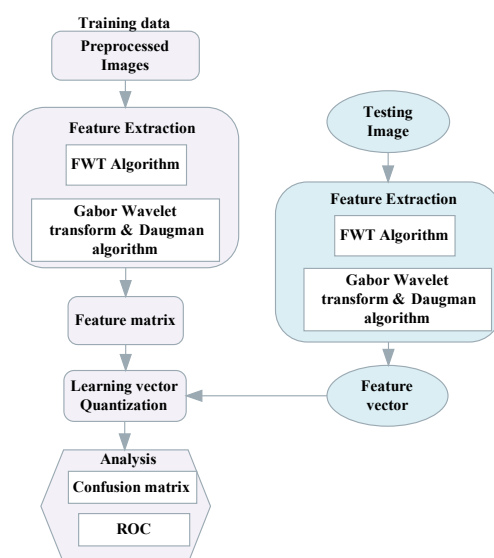 Training data
Preprocessed
Images
Feature Extraction
FWT Algorithm
Gabor Wavelet
transform & Daugman
algorithm
Feature matrix
Learning vector
Quantization
Analysis
Confusion matrix
ROC
Testing
Image
Feature Extraction
FWT Algorithm
Gabor Wavelet
transform & Daugman
algorithm
Feature
vector